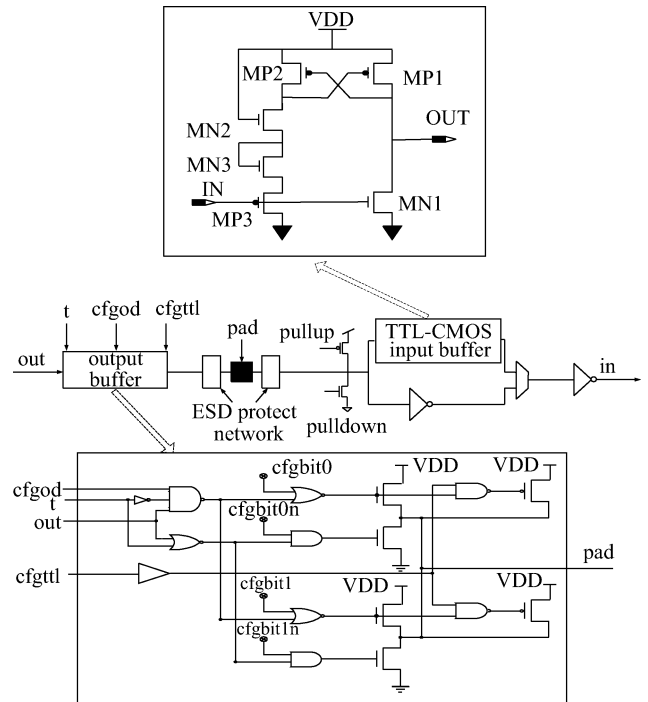 VDD
MP2
MP1
OUT
MN2
MN3
IN
MP3
MN1
t
cfgod
cfgttl
pad
pullup
TTL-CMOS
input buffer
out
output
buffer
in
ESD protect
network
pulldown
cfgbit0
VDD
VDD
cfgod
t
out
cfgbit0n
pad
cfgttl
cfgbit1
VDD
VDD
cfgbit1n